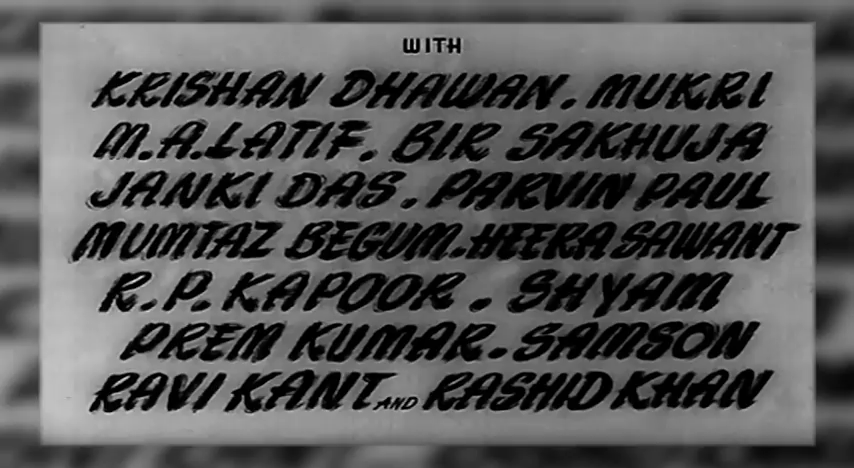 WITH
KRISHAN DHAWAN. MUKRI
M.A.LATIF. BIR SAKHUJA
JANKI DAS. PARVIN PAUL
MUMTAZ BEGUM.HEERA SAWANT
R.P. KAPOOR. SHYAM
PREM KUMAR. SAMSON
RAVI KANT AND RASHID KHAN